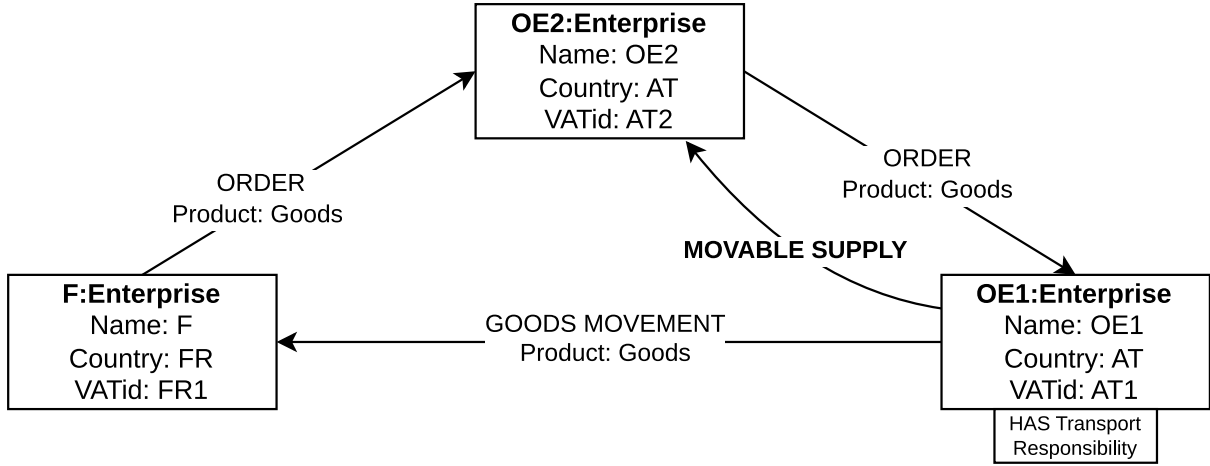 OE2:Enterprise
Name: OE2
Country: AT
VATid: AT2
ORDER
Product: Goods
ORDER
Product: Goods
MOVABLE SUPPLY
F:Enterprise
Name: F
Country: FR
VATid: FR1
GOODS MOVEMENT
Product: Goods
OE1:Enterprise
Name: OE1
Country: AT
VATid: AT1
HAS Transport
Responsibility